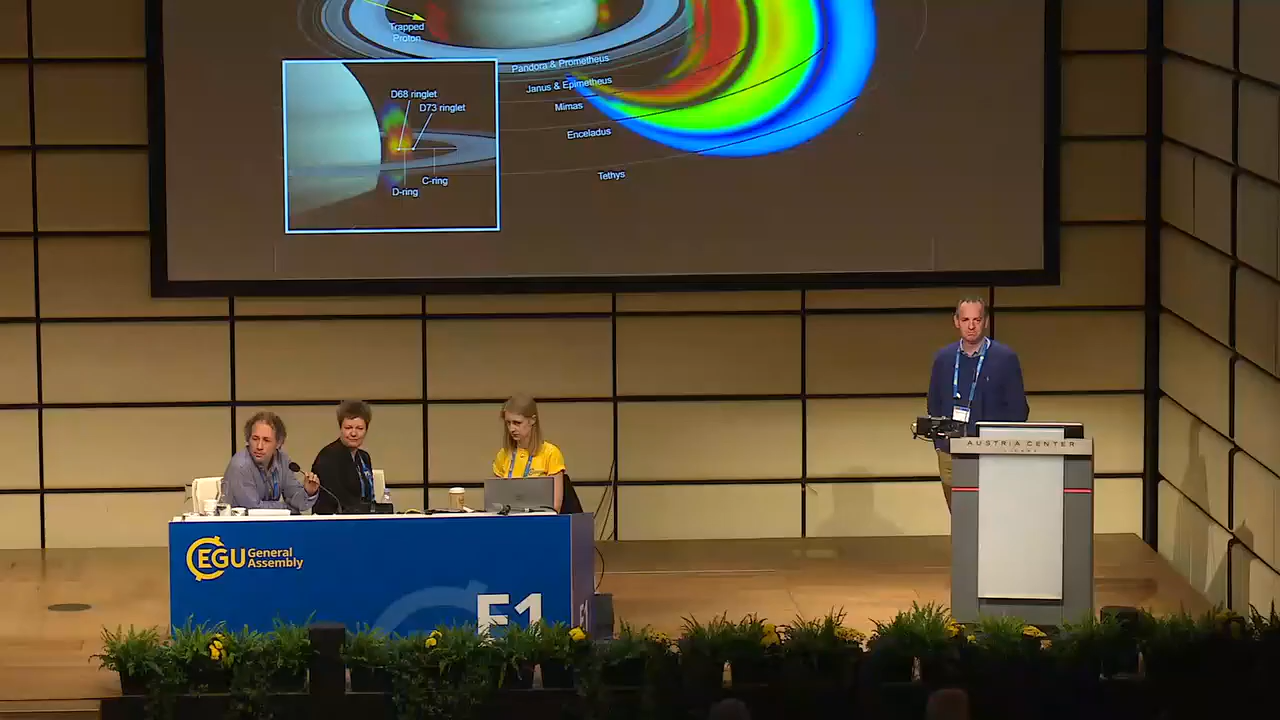 Trapped
Proton
Pandora & Prometheus
Janus & Epimetheus
Mimas
Enceladus
Tethys
D68 ringlet
D73 ringlet
C-ring
D-ring
AUSTRIA CENTER
EGU General
Assembly
E1